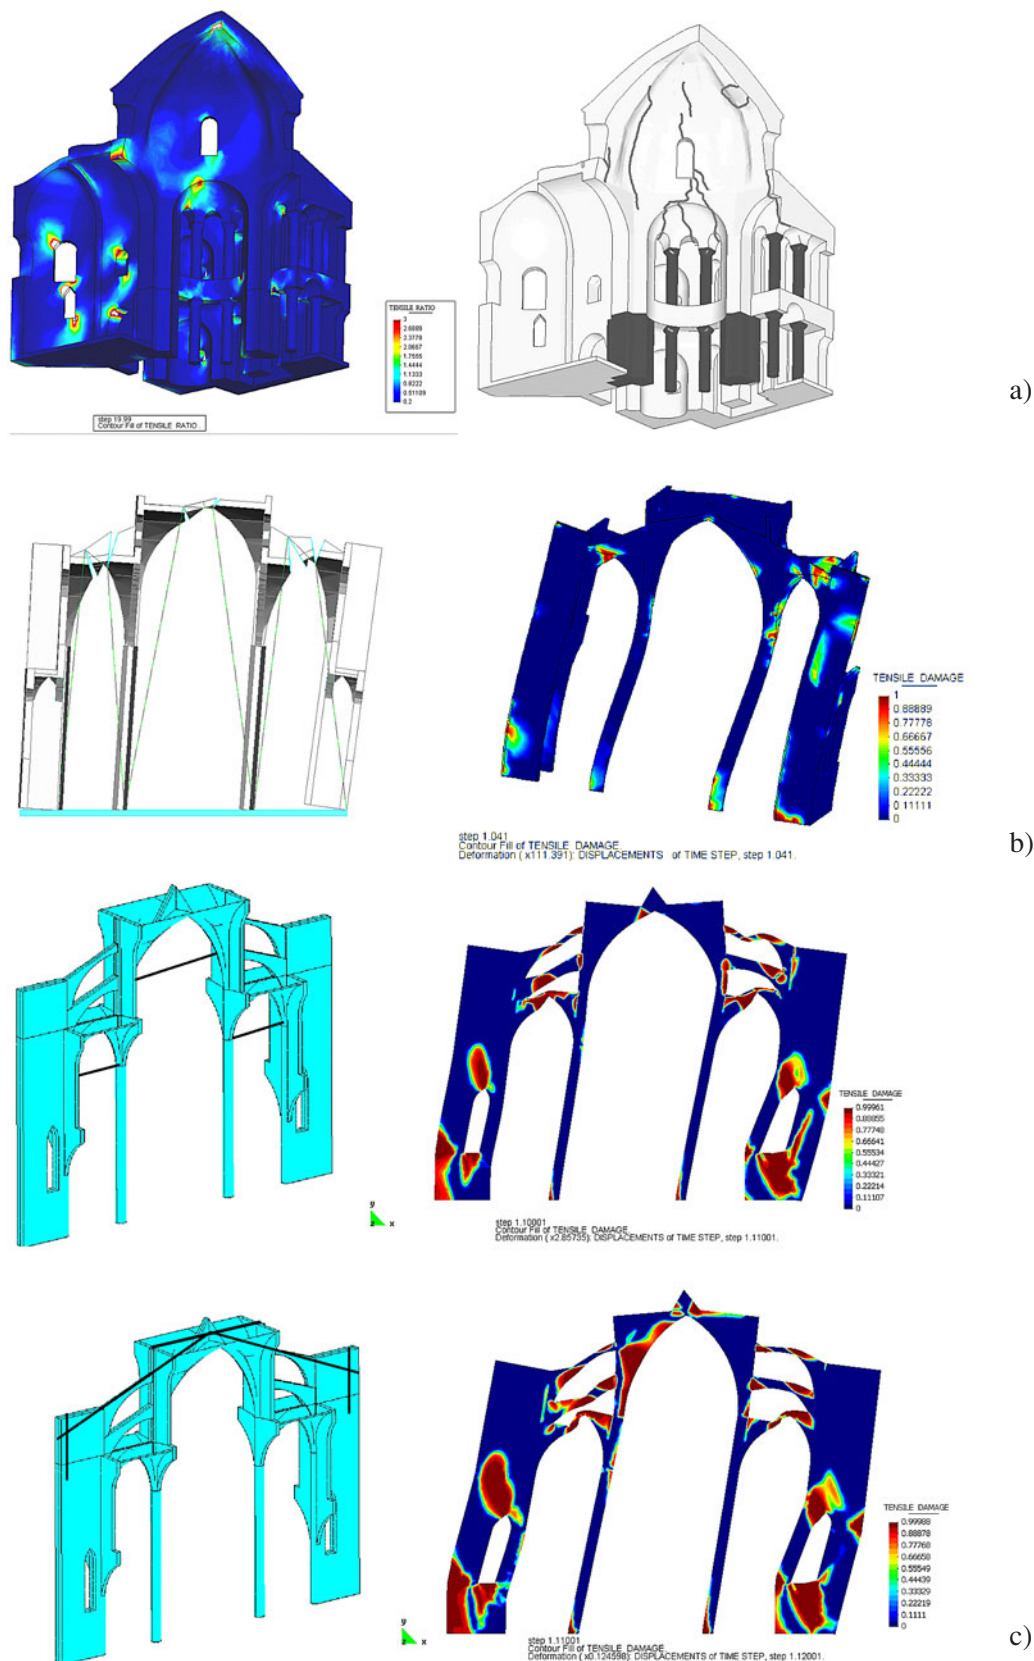 TENSILE RATIO
3
2.6889
2.3778
2.0667
1.7555
1.4444
1.1333
0.8222
0.51109
0.2
step 19.99
Contour Fill of TENSILE RATIO.
a)
TENSILE DAMAGE
1
0.88889
0.77778
0.66667
0.55556
0.44444
0.33333
0.22222
0.11111
0
step 1.041
Contour Fill of TENSILE DAMAGE.
Deformation ( x111.391): DISPLACEMENTS of TIME STEP, step 1.041.
b)
TENSILE DAMAGE
0.99961
0.88855
0.77748
0.66641
0.55534
0.44427
0.33321
0.22214
0.11107
0
y
z x
step 1.10001
Contour Fill of TENSILE DAMAGE.
Deformation ( x2.85735): DISPLACEMENTS of TIME STEP, step 1.11001.
TENSILE DAMAGE
0.99988
0.88878
0.77768
0.66658
0.55549
0.44439
0.33329
0.22219
0.1111
0
y
z x
step 1.11001
Contour Fill of TENSILE DAMAGE.
Deformation ( x0.124598): DISPLACEMENTS of TIME STEP, step 1.12001.
c)